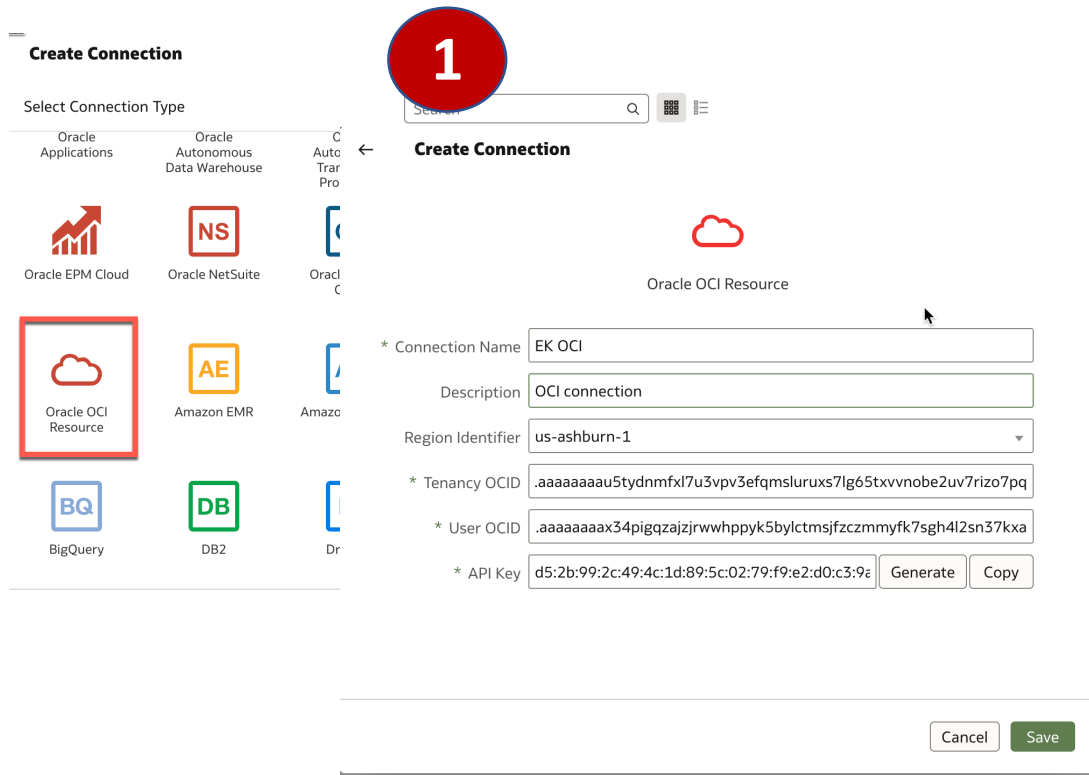 Create Connection
Select Connection Type
Oracle
Applications
Oracle
Autonomous
Data Warehouse
Oracle EPM Cloud
NS
Oracle NetSuite
Oracle OCI
Resource
AE
Amazon EMR
BQ
BigQuery
DB
DB2
1
Search
Create Connection
Oracle OCI Resource
* Connection Name EK OCI
Description OCI connection
Region Identifier us-ashburn-1
* Tenancy OCID .aaaaaaaau5tydnmfxl7u3vpv3efqmsluruxs7lg65txvvnobe2uv7rizo7pq
* User OCID .aaaaaaaax34pigqzajzjrwwhppyk5bylctmsjfzczmmyfk7sgh4l2sn37kxa
* API Key d5:2b:99:2c:49:4c:1d:89:5c:02:79:f9:e2:d0:c3:9a Generate Copy
Cancel Save